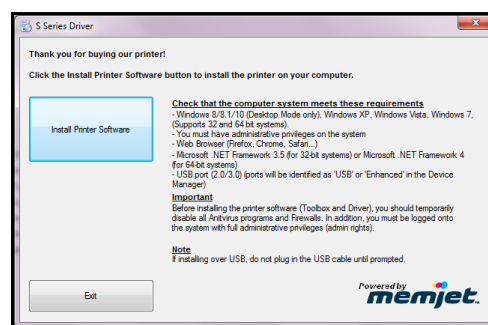 S Series Driver
Thank you for buying our printer!
Click the Install Printer Software button to install the printer on your computer.
Install Printer Software
Check that the computer system meets these requirements
- Windows 8/8.1/10 (Desktop Mode only), Windows XP, Windows Vista, Windows 7,
(Supports 32 and 64 bit systems).
- You must have administrative privileges on the system
- Web Browser (Firefox, Chrome, Safari...)
- Microsoft .NET Framework 3.5 (for 32-bit systems) or Microsoft .NET Framework 4
(for 64-bit systems)
- USB port (2.0/3.0) (ports will be identified as 'USB' or 'Enhanced' in the Device
Manager)
Important
Before installing the printer software (Toolbox and Driver), you should temporarily
disable all Anitvirus programs and Firewalls. In addition, you must be logged onto
the system with full administrative privileges (admin rights).
Note
If installing over USB, do not plug in the USB cable until prompted.
Exit
Powered by
memjet.